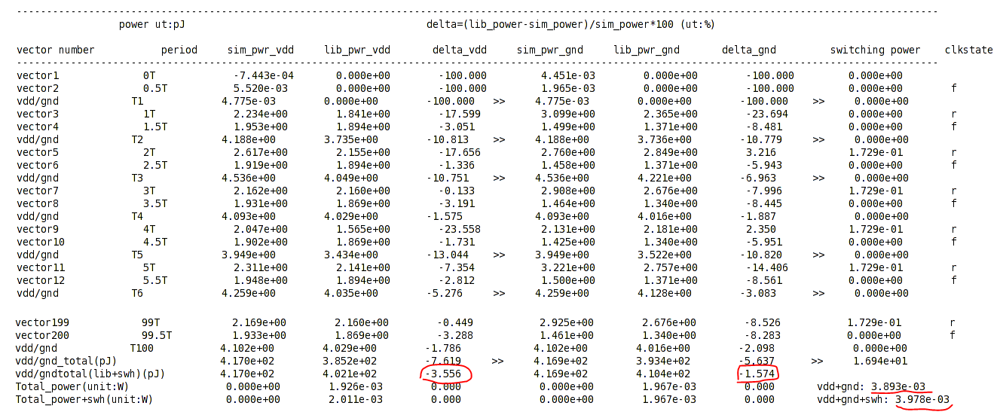 power ut:pJ delta=(lib_power-sim_power)/sim_power*100 (ut:%)
vector number period sim_pwr_vdd lib_pwr_vdd delta_vdd sim_pwr_gnd lib_pwr_gnd delta_gnd switching power clkstate
vector1 0T -7.443e-04 0.000e+00 -100.000 4.451e-03 0.000e+00 -100.000 0.000e+00
vector2 0.5T 5.520e-03 0.000e+00 -100.000 1.965e-03 0.000e+00 -100.000 0.000e+00 f
vdd/gnd T1 4.775e-03 0.000e+00 -100.000 >> 4.775e-03 0.000e+00 -100.000 >> 0.000e+00
vector3 1T 2.234e+00 1.841e+00 -17.599 3.099e+00 2.365e+00 -23.694 0.000e+00 r
vector4 1.5T 1.953e+00 1.894e+00 -3.051 1.499e+00 1.371e+00 -8.481 0.000e+00 f
vdd/gnd T2 4.188e+00 3.735e+00 -10.813 >> 4.188e+00 3.736e+00 -10.779 >> 0.000e+00
vector5 2T 2.617e+00 2.155e+00 -17.656 2.760e+00 2.849e+00 3.216 1.729e-01 r
vector6 2.5T 1.919e+00 1.894e+00 -1.336 1.458e+00 1.371e+00 -5.943 0.000e+00 f
vdd/gnd T3 4.536e+00 4.049e+00 -10.751 >> 4.536e+00 4.221e+00 -6.963 >> 0.000e+00
vector7 3T 2.162e+00 2.160e+00 -0.133 2.908e+00 2.676e+00 -7.996 1.729e-01 r
vector8 3.5T 1.931e+00 1.869e+00 -3.191 1.464e+00 1.340e+00 -8.445 0.000e+00 f
vdd/gnd T4 4.093e+00 4.029e+00 -1.575 4.093e+00 4.016e+00 -1.887 0.000e+00
vector9 4T 2.047e+00 1.565e+00 -23.558 2.131e+00 2.181e+00 2.350 1.729e-01 r
vector10 4.5T 1.902e+00 1.869e+00 -1.731 1.425e+00 1.340e+00 -5.951 0.000e+00 f
vdd/gnd T5 3.949e+00 3.434e+00 -13.044 >> 3.949e+00 3.522e+00 -10.820 >> 0.000e+00
vector11 5T 2.311e+00 2.141e+00 -7.354 3.221e+00 2.757e+00 -14.406 1.729e-01 r
vector12 5.5T 1.948e+00 1.894e+00 -2.812 1.500e+00 1.371e+00 -8.561 0.000e+00 f
vdd/gnd T6 4.259e+00 4.035e+00 -5.276 >> 4.259e+00 4.128e+00 -3.083 >> 0.000e+00
vector199 99T 2.169e+00 2.160e+00 -0.449 2.925e+00 2.676e+00 -8.526 1.729e-01 r
vector200 99.5T 1.933e+00 1.869e+00 -3.288 1.461e+00 1.340e+00 -8.283 0.000e+00 f
vdd/gnd T100 4.102e+00 4.029e+00 -1.786 4.102e+00 4.016e+00 -2.098 0.000e+00
vdd/gnd_total(pJ) 4.170e+02 3.852e+02 -7.619 >> 4.169e+02 3.934e+02 -5.637 >> 1.694e+01
vdd/gndtotal(lib+swh)(pJ) 4.170e+02 4.021e+02 -3.556 4.169e+02 4.104e+02 -1.574
Total_power(unit:W) 0.000e+00 1.926e-03 0.000 0.000e+00 1.967e-03 0.000 vdd+gnd: 3.893e-03
Total_power+swh(unit:W) 0.000e+00 2.011e-03 0.000 0.000e+00 1.967e-03 0.000 vdd+gnd+swh: 3.978e-03